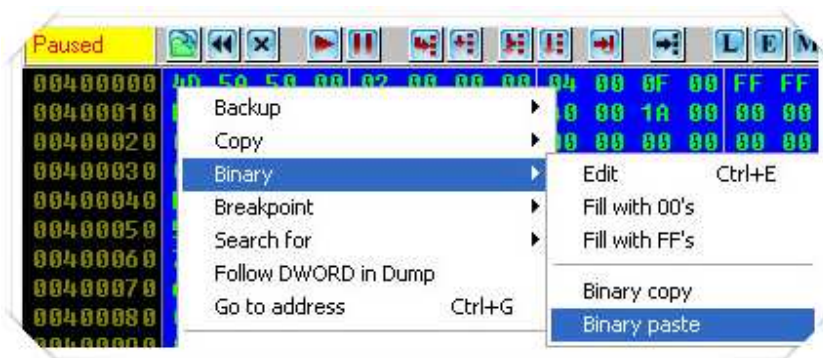 Paused L E M
00400000 4D 5A 50 00 02 00 00 00 04 00 0F 00 FF FF
00400010 00 1A 00 00 00
00400020 00 00 00 00 00
00400030
00400040
00400050
00400060
00400070
00400080
Backup
Copy
Binary
Breakpoint
Search for
Follow DWORD in Dump
Go to address Ctrl+G
Edit Ctrl+E
Fill with 00's
Fill with FF's
Binary copy
Binary paste